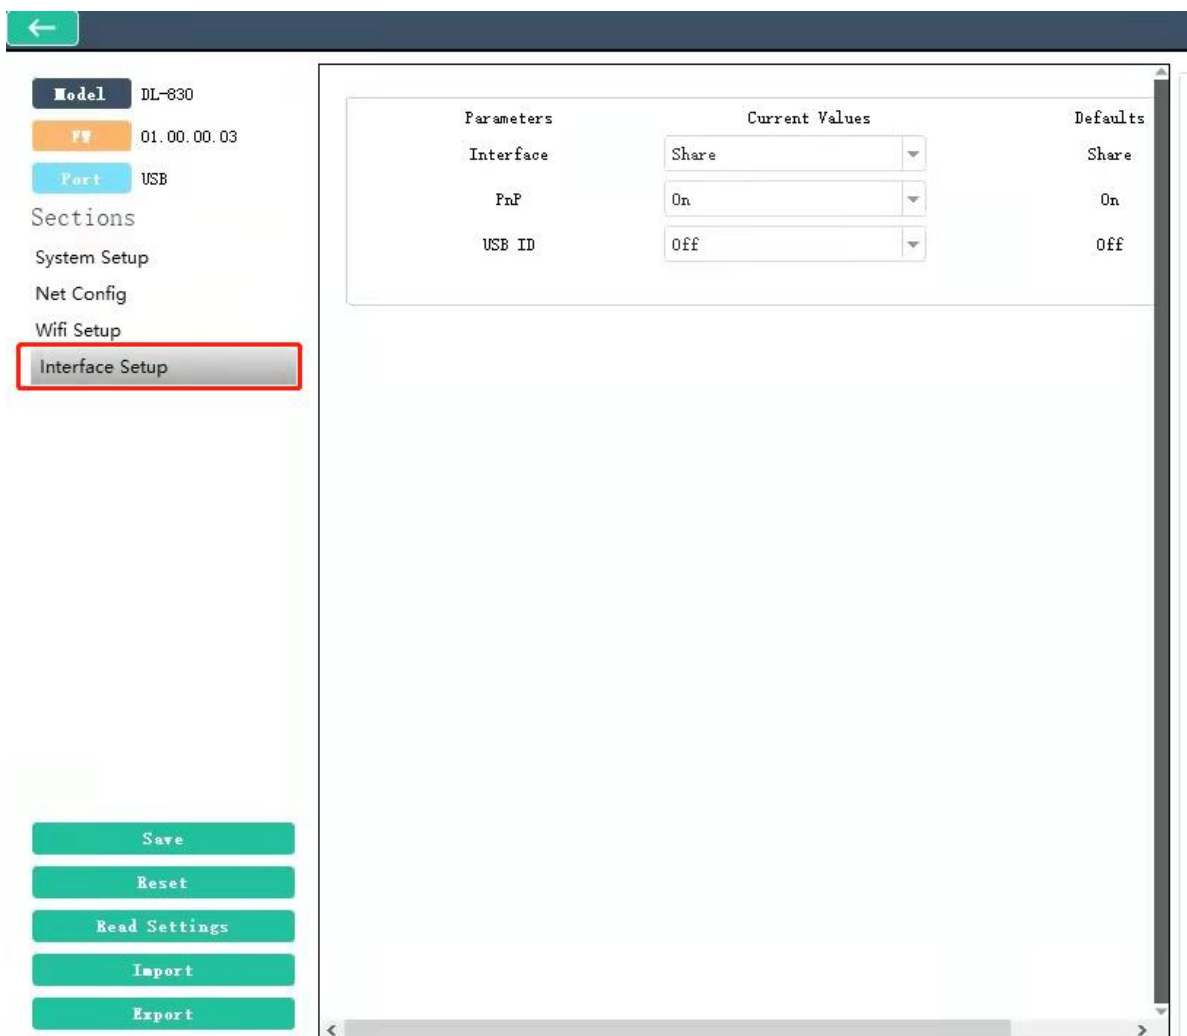 Model DL-830
FW 01.00.00.03
Port USB
Sections
System Setup
Net Config
Wifi Setup
Interface Setup
Save
Reset
Read Settings
Import
Export
Parameters Current Values Defaults
Interface Share Share
PnP On On
USB ID Off Off